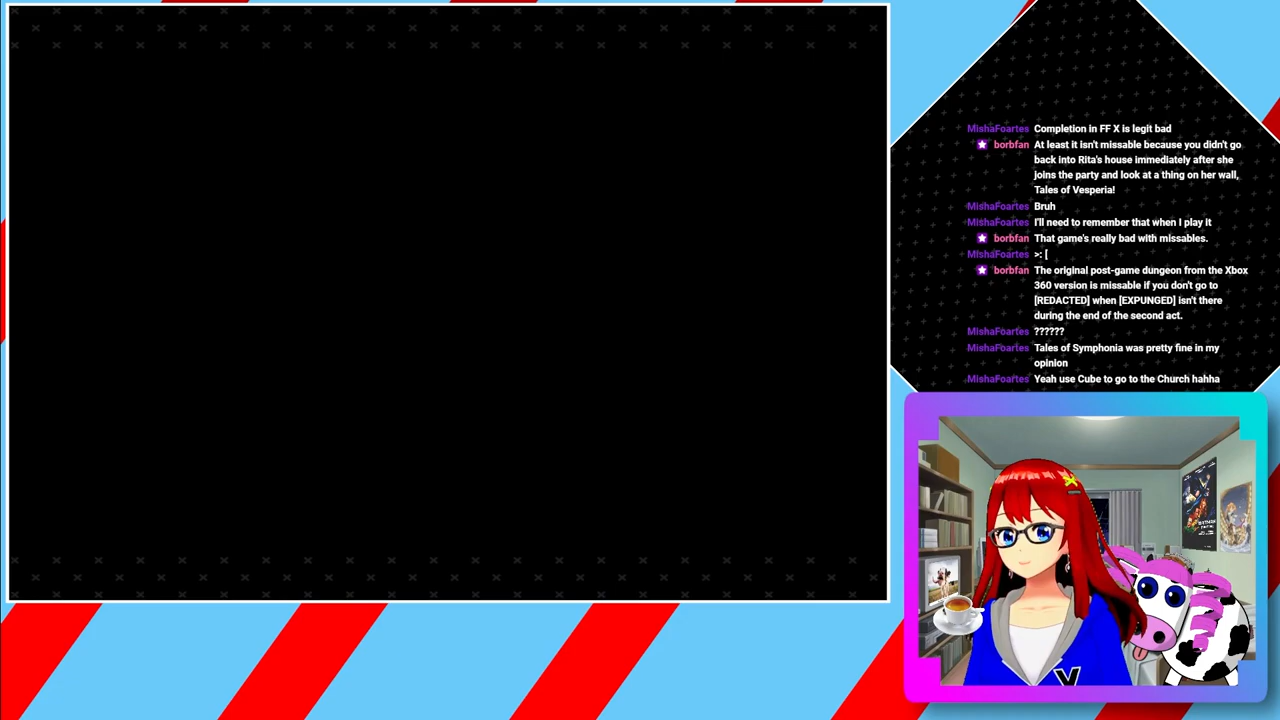 MishaFoartes Completion in FF X is legit bad
borbfan At least it isn't missable because you didn't go
back into Rita's house immediately after she
joins the party and look at a thing on her wall,
Tales of Vesperia!
MishaFoartes Bruh
MishaFoartes I'll need to remember that when I play it
borbfan That game's really bad with missables.
MishaFoartes >: [
borbfan The original post-game dungeon from the Xbox
360 version is missable if you don't go to
[REDACTED] when [EXPUNGED] isn't there
during the end of the second act.
MishaFoartes ??????
MishaFoartes Tales of Symphonia was pretty fine in my
opinion
MishaFoartes Yeah use Cube to go to the Church hahha